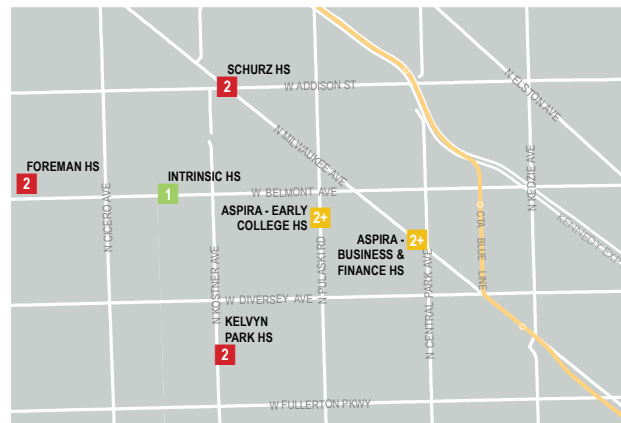 SCHURZ HS
2
W ADDISON ST
N ELSTON AVE
N MILWAUKEE AVE
FOREMAN HS
2
INTRINSIC HS
1
W BELMONT AVE
N KEDZIE AVE
N CICERO AVE
ASPIRA - EARLY
COLLEGE HS
2+
ASPIRA -
BUSINESS &
FINANCE HS
2+
CTA BLUE LINE
KENNEDY EXP
N KOSTNER AVE
N PULASKI RD
N CENTRAL PARK AVE
W DIVERSEY AVE
KELVYN
PARK HS
2
W FULLERTON PKWY